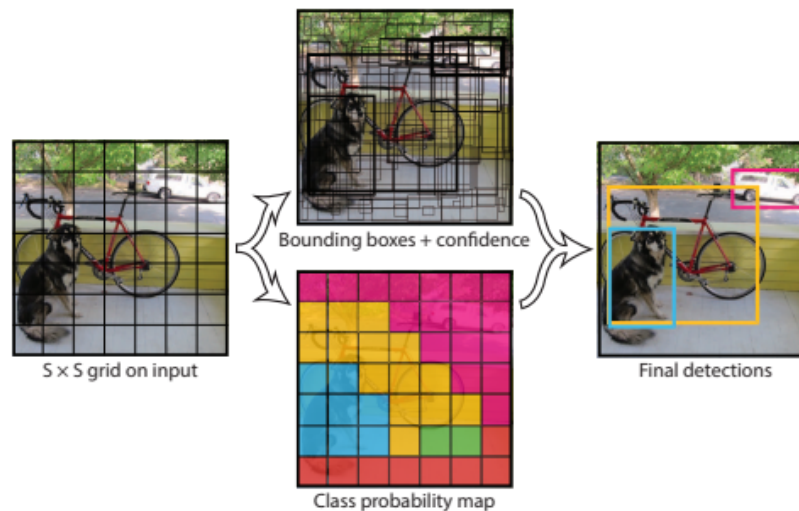 Bounding boxes + confidence
S × S grid on input
Final detections
Class probability map